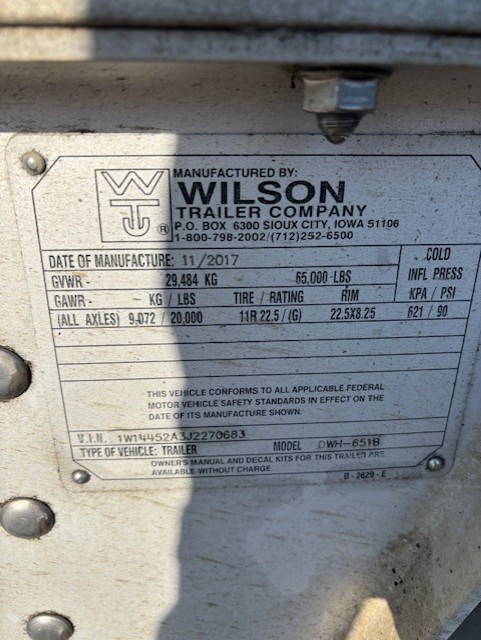 WT ®
MANUFACTURED BY:
WILSON
TRAILER COMPANY
P.O. BOX 6300 SIOUX CITY, IOWA 51106
1-800-798-2002/(712)252-6500
DATE OF MANUFACTURE: 11/2017 COLD
GVWR - 29,484 KG 65,000 LBS INFL PRESS
GAWR - KG / LBS TIRE / RATING RIM KPA / PSI
(ALL AXLES) 9,072 / 20,000 11R 22.5 / (G) 22.5X8.25 621 / 90
THIS VEHICLE CONFORMS TO ALL APPLICABLE FEDERAL
MOTOR VEHICLE SAFETY STANDARDS IN EFFECT ON THE
DATE OF ITS MANUFACTURE SHOWN.
V.I.N. 1W14452A3J2270683
TYPE OF VEHICLE: TRAILER MODEL DWH-651B
OWNER'S MANUAL AND DECAL KITS FOR THIS TRAILER ARE
AVAILABLE WITHOUT CHARGE B-2629-E